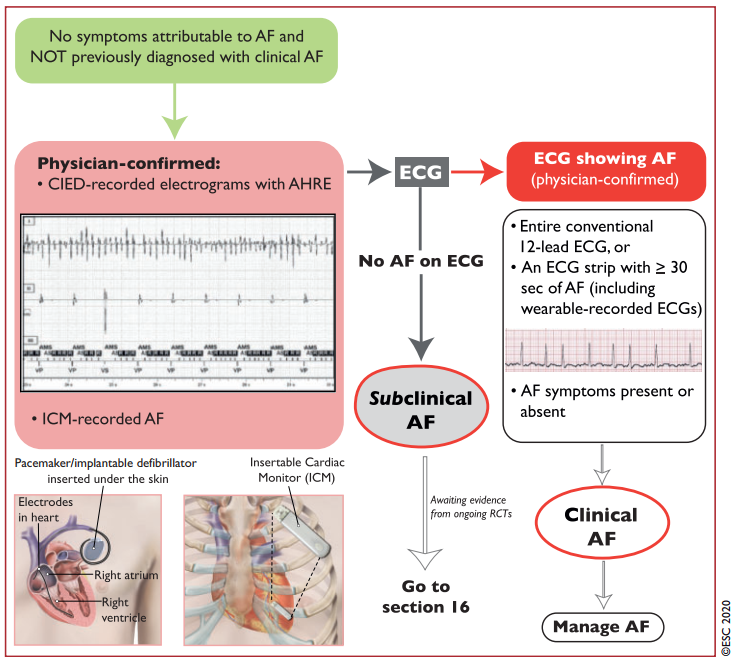 No symptoms attributable to AF and
NOT previously diagnosed with clinical AF
Physician-confirmed:
• CIED-recorded electrograms with AHRE
• ICM-recorded AF
ECG
No AF on ECG
Subclinical
AF
Awaiting evidence
from ongoing RCTs
Go to
section 16
ECG showing AF
(physician-confirmed)
• Entire conventional
12-lead ECG, or
• An ECG strip with ≥ 30
sec of AF (including
wearable-recorded ECGs)
• AF symptoms present or
absent
Clinical
AF
Manage AF
Pacemaker/implantable defibrillator
inserted under the skin
Electrodes
in heart
Right atrium
Right
ventricle
Insertable Cardiac
Monitor (ICM)
©ESC 2020